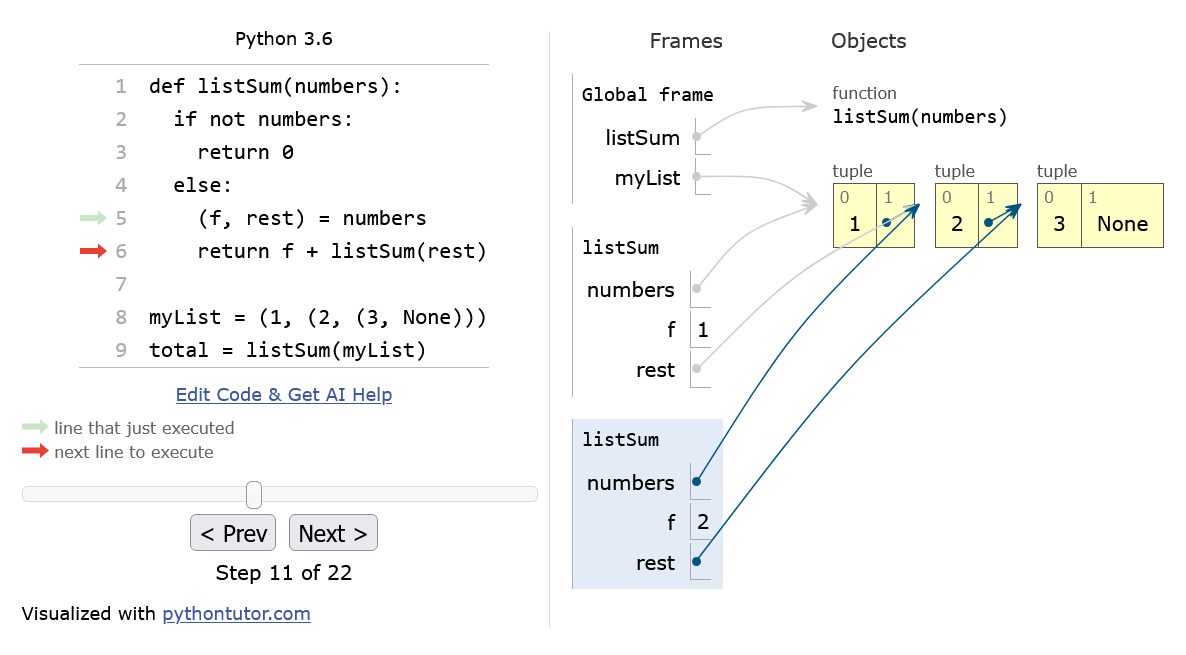 Python 3.6
1 def listSum(numbers):
2   if not numbers:
3     return 0
4   else:
5     (f, rest) = numbers
6     return f + listSum(rest)
7
8 myList = (1, (2, (3, None)))
9 total = listSum(myList)
Edit Code & Get AI Help
line that just executed
next line to execute
< Prev Next >
Step 11 of 22
Visualized with pythontutor.com
Frames Objects
Global frame
listSum
myList
function
listSum(numbers)
tuple
0 1
1
tuple
0 1
2
tuple
0 1
3 None
listSum
numbers
f 1
rest
listSum
numbers
f 2
rest